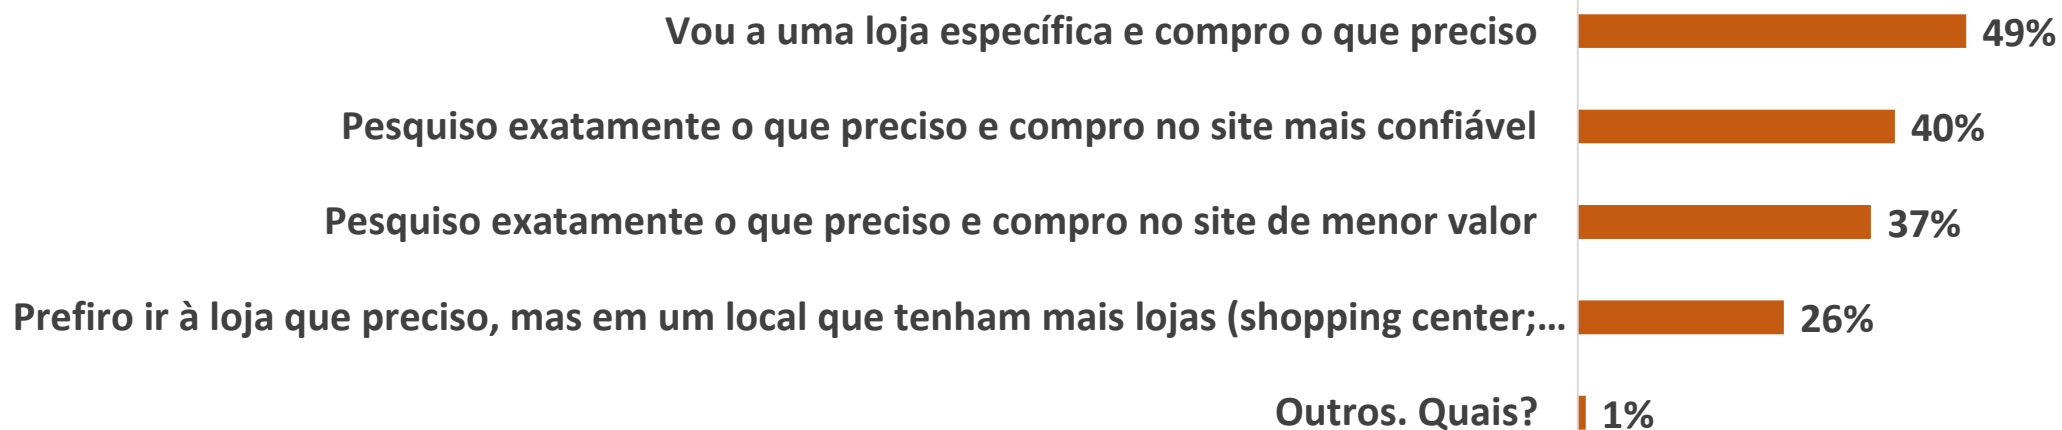 Vou a uma loja específica e compro o que preciso 49%
Pesquiso exatamente o que preciso e compro no site mais confiável 40%
Pesquiso exatamente o que preciso e compro no site de menor valor 37%
Prefiro ir à loja que preciso, mas em um local que tenham mais lojas (shopping center;... 26%
Outros. Quais? 1%